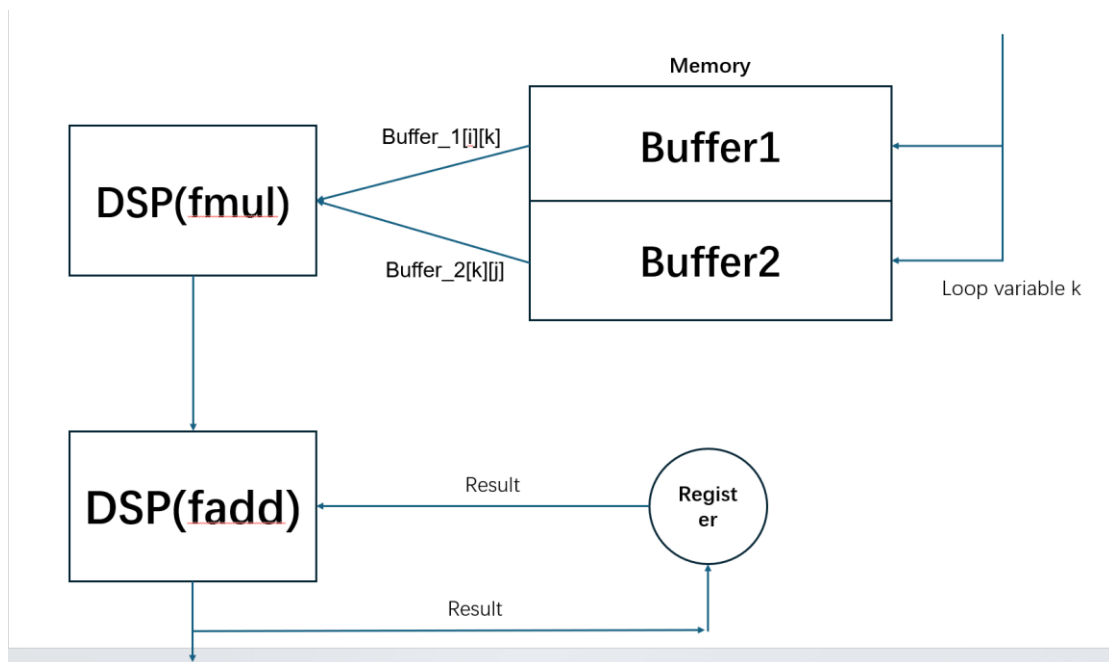 Memory
Buffer_1[i][k]
Buffer1
DSP(fmul)
Buffer2
Buffer_2[k][j]
Loop variable k
Result
Regist
er
DSP(fadd)
Result